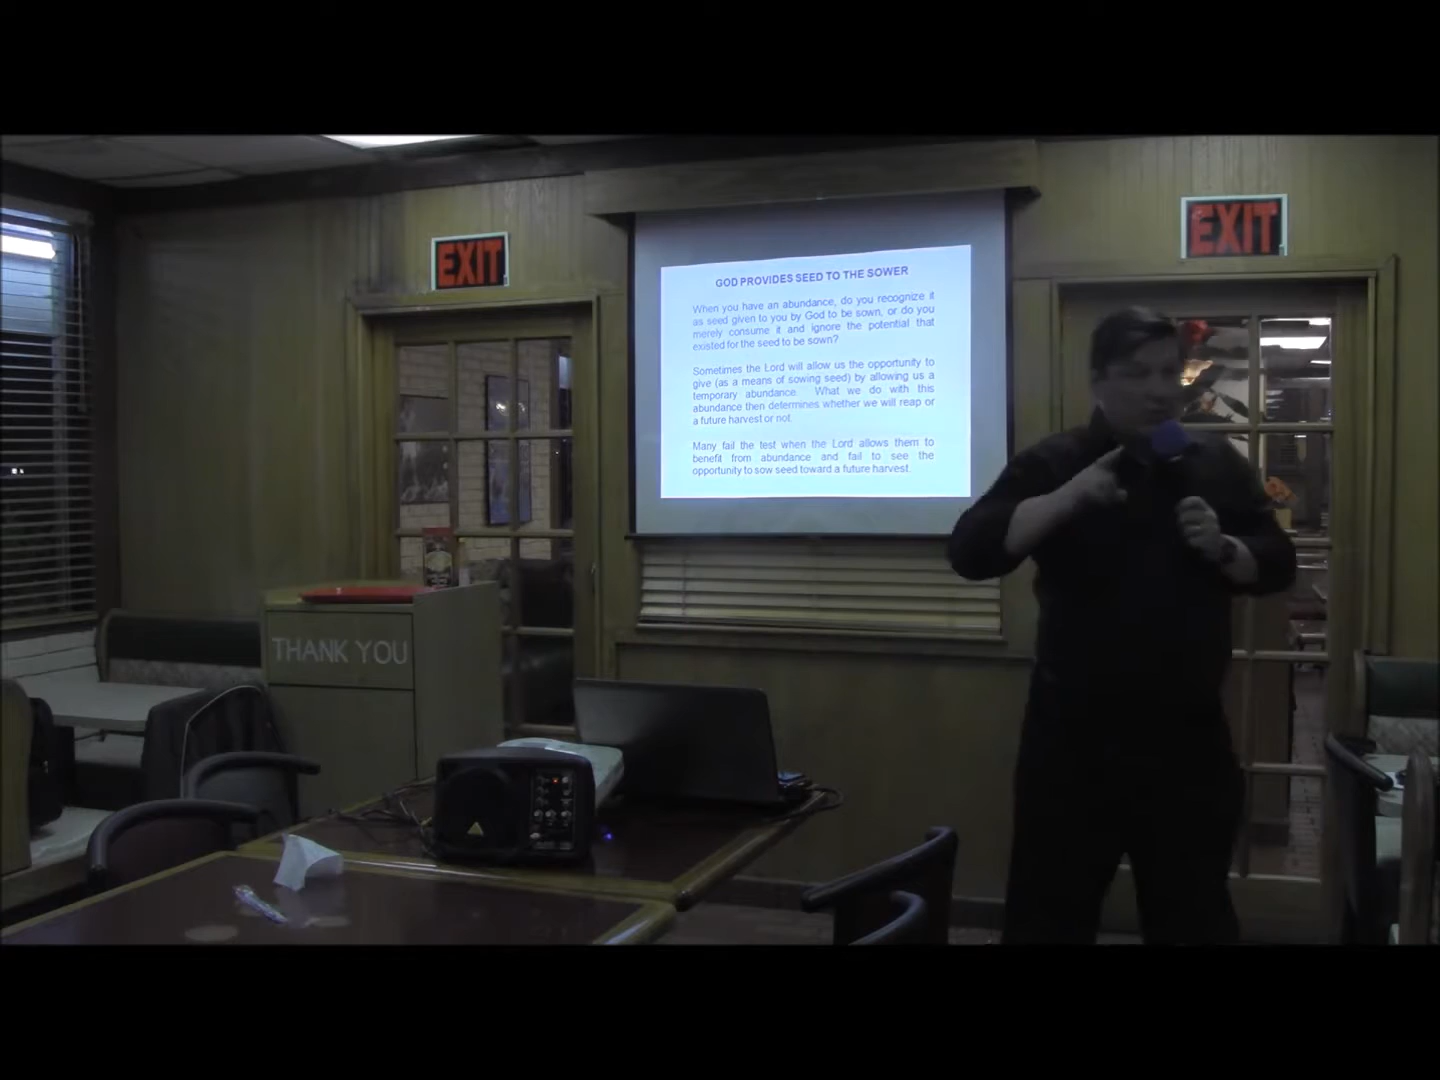 EXIT
EXIT
GOD PROVIDES SEED TO THE SOWER
When you have an abundance, do you recognize it
as seed given to you by God to be sown, or do you
merely consume it and ignore the potential that
existed for the seed to be sown?
Sometimes the Lord will allow us the opportunity to
give (as a means of sowing seed) by allowing us a
temporary abundance. What we do with this
abundance then determines whether we will reap or
a future harvest or not.
Many fail the test when the Lord allows them to
benefit from abundance and fail to see the
opportunity to sow seed toward a future harvest.
THANK YOU